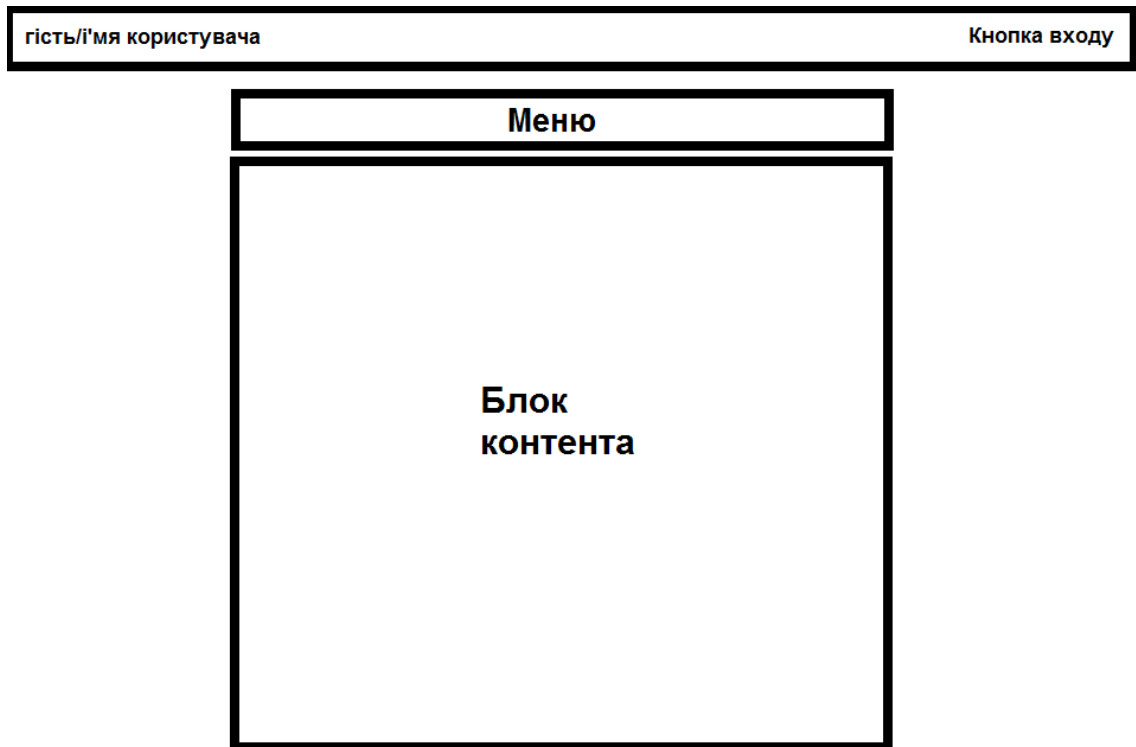 гість/і'мя користувача
Кнопка входу
Меню
Блок
контента